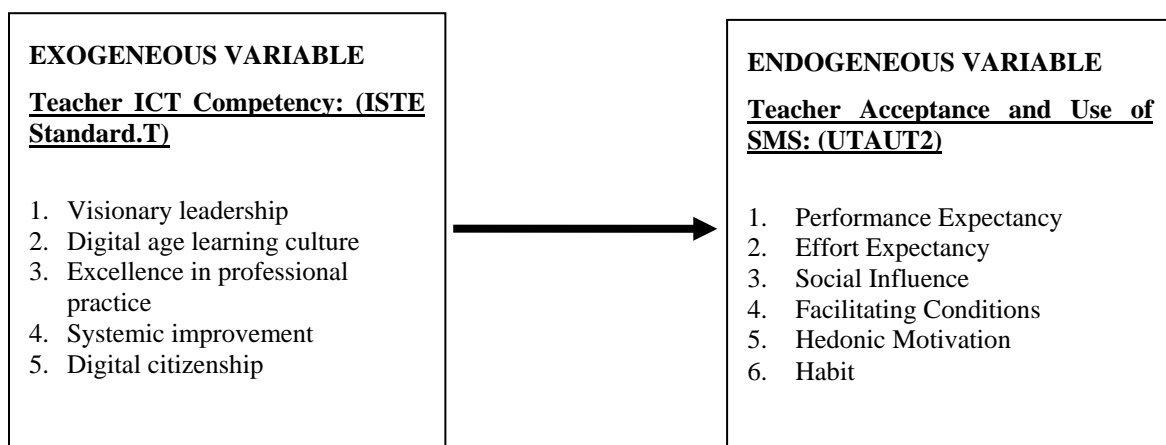 EXOGENEOUS VARIABLE
Teacher ICT Competency: (ISTE
Standard.T)
1. Visionary leadership
2. Digital age learning culture
3. Excellence in professional
practice
4. Systemic improvement
5. Digital citizenship
ENDOGENEOUS VARIABLE
Teacher Acceptance and Use of
SMS: (UTAUT2)
1. Performance Expectancy
2. Effort Expectancy
3. Social Influence
4. Facilitating Conditions
5. Hedonic Motivation
6. Habit